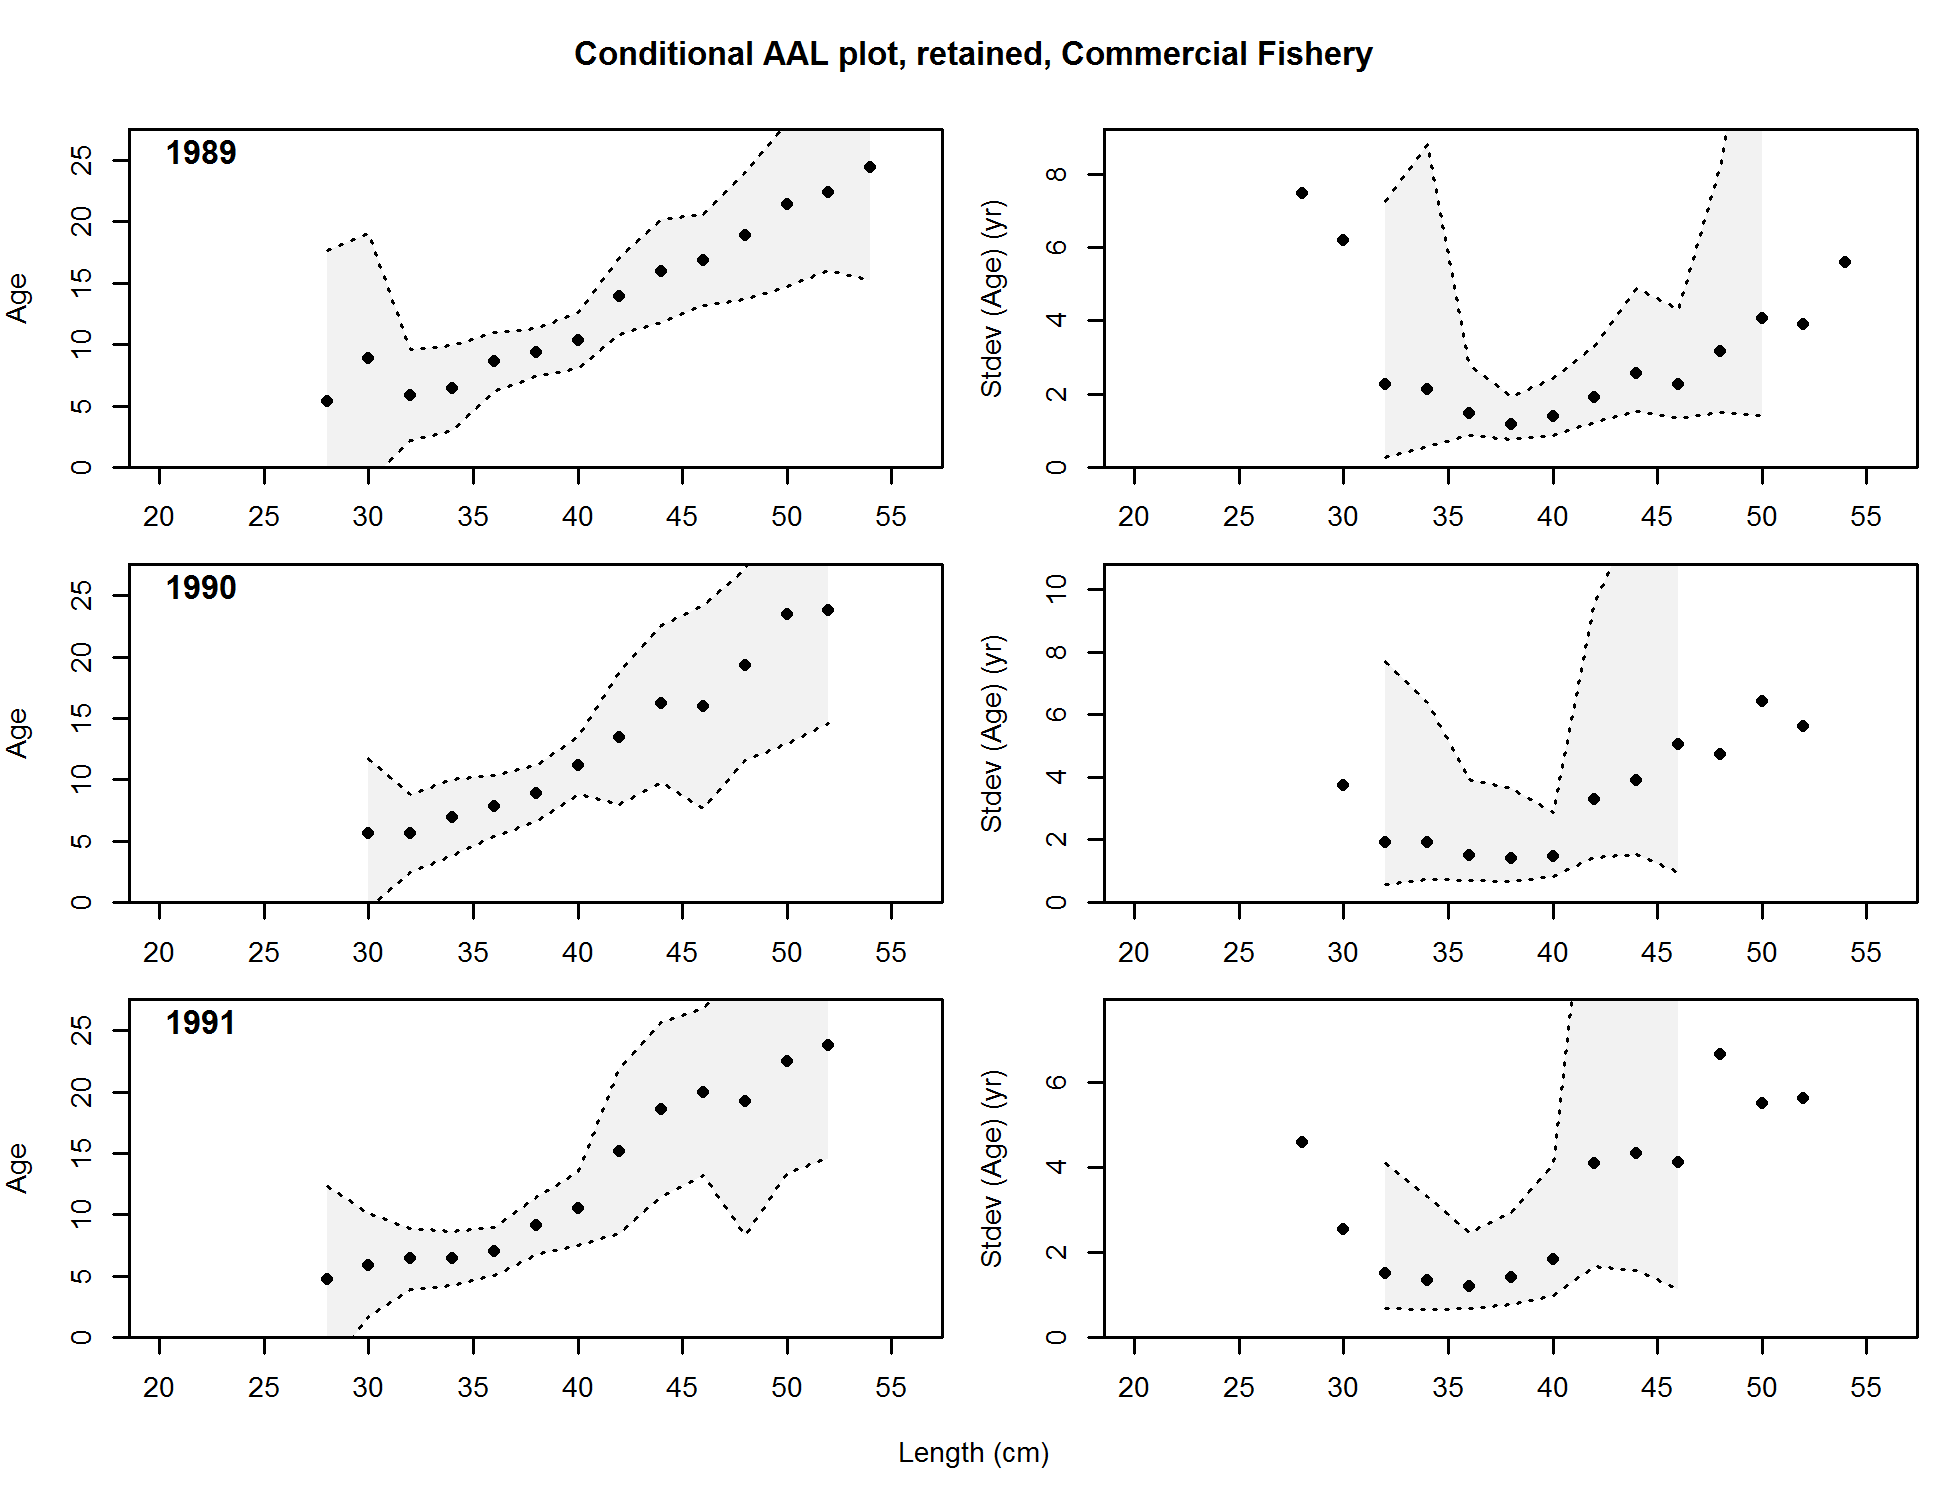 Conditional AAL plot, retained, Commercial Fishery
1989
Age
0 5 10 15 20 25
20 25 30 35 40 45 50 55
Stdev (Age) (yr)
0 2 4 6 8
20 25 30 35 40 45 50 55
1990
Age
0 5 10 15 20 25
20 25 30 35 40 45 50 55
Stdev (Age) (yr)
0 2 4 6 8 10
20 25 30 35 40 45 50 55
1991
Age
0 5 10 15 20 25
20 25 30 35 40 45 50 55
Stdev (Age) (yr)
0 2 4 6
20 25 30 35 40 45 50 55
Length (cm)